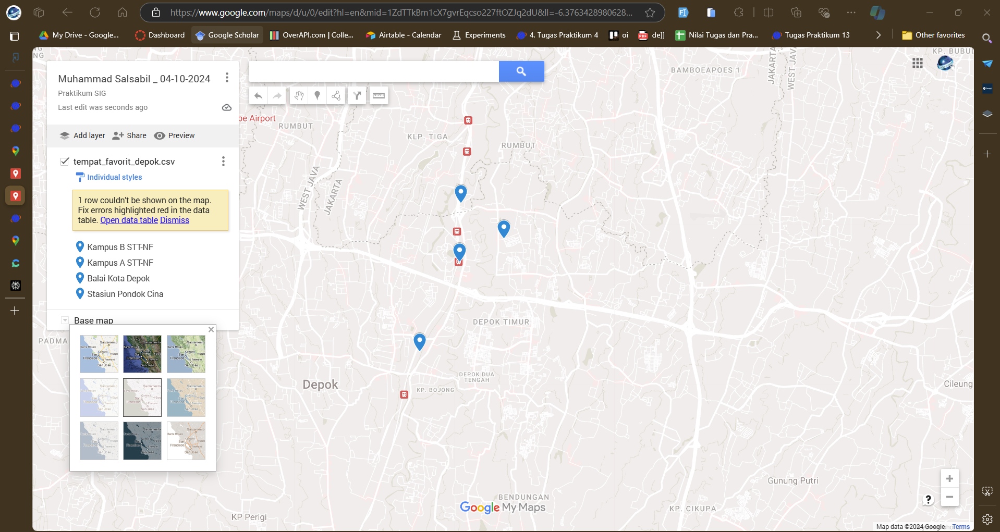 https://www.google.com/maps/d/u/0/edit?hl=en&mid=1ZdTTkBm1cX7gvrEqcso227ftOZJq2dU&ll=-6.3763428980628...
My Drive - Google...
Dashboard
Google Scholar
OverAPI.com | Colle...
Airtable - Calendar
Experiments
4. Tugas Praktikum 4
oi
de]]
Nilai Tugas dan Pra...
Tugas Praktikum 13
Other favorites
Muhammad Salsabil _ 04-10-2024
Praktikum SIG
Last edit was seconds ago
Add layer
Share
Preview
tempat_favorit_depok.csv
Individual styles
1 row couldn't be shown on the map.
Fix errors highlighted red in the data
table. Open data table Dismiss
Kampus B STT-NF
Kampus A STT-NF
Balai Kota Depok
Stasiun Pondok Cina
Base map
NG
KP. BUBUL
BAMBOEAPOES 1
JAKARTA
WEST JAVA
be Airport
RUMBUT
KLP. TIGA
RUMBUT
WEST JAVA
JAKARTA
DEPOK TIMUR
PADMA
DEPOK DUA
TENGAH
Depok
KP. BOJONG
Cileung
Gunung Putri
BENDUNGAN
KP. CIKUPA
KP Perigi
Google My Maps
Map data ©2024 Google
Terms